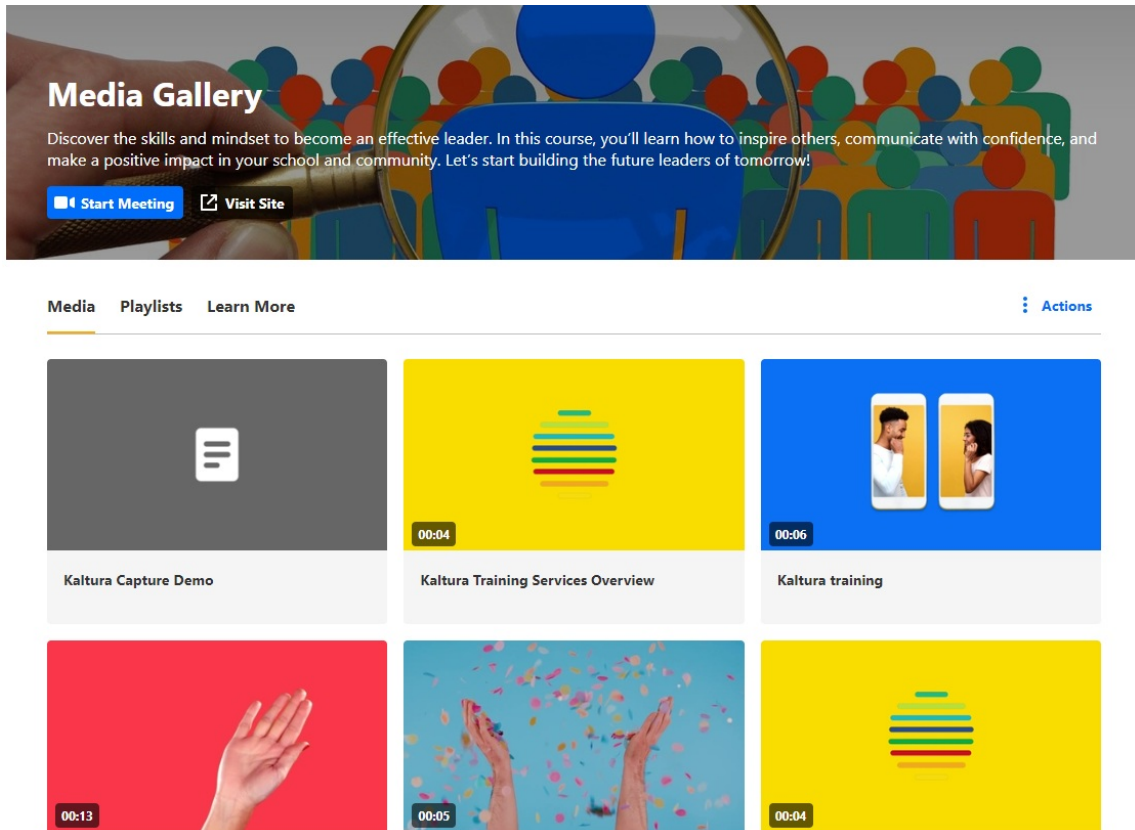 Media Gallery
Discover the skills and mindset to become an effective leader. In this course, you'll learn how to inspire others, communicate with confidence, and
make a positive impact in your school and community. Let's start building the future leaders of tomorrow!
Start Meeting
Visit Site
Media
Playlists
Learn More
Actions
00:04
00:06
Kaltura Capture Demo
Kaltura Training Services Overview
Kaltura training
00:13
00:05
00:04